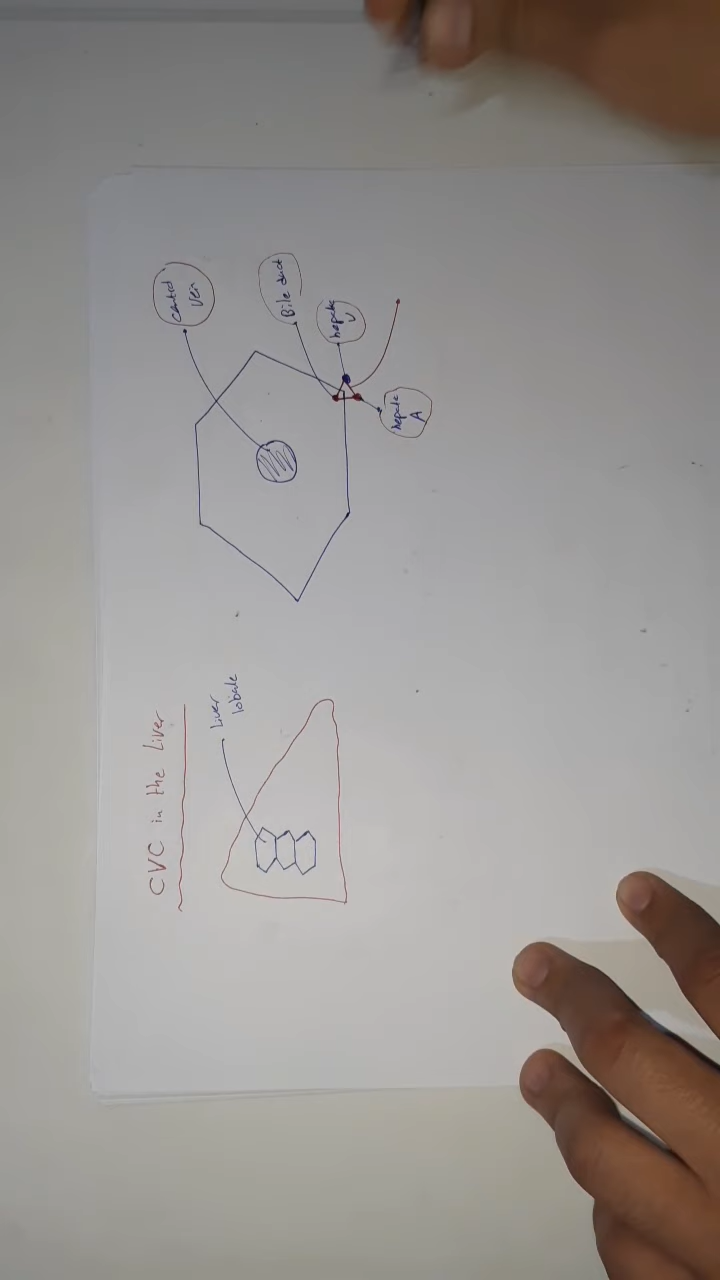 CVC in the Liver
Liver
lobule
central
vein
Bile duct
hepatic
V
hepatic
A